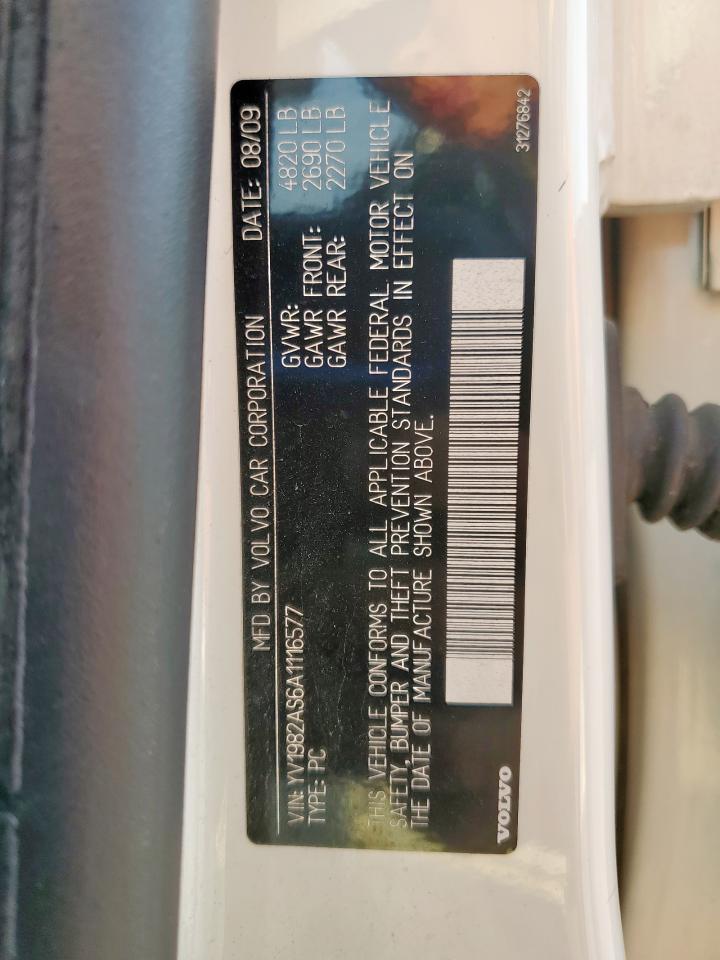 MFD BY VOLVO CAR CORPORATION DATE: 08/09
VIN: YV1982AS6A1116577 GVWR: 4820 LB
TYPE: PC GAWR FRONT: 2690 LB
GAWR REAR: 2270 LB
THIS VEHICLE CONFORMS TO ALL APPLICABLE FEDERAL MOTOR VEHICLE
SAFETY, BUMPER AND THEFT PREVENTION STANDARDS IN EFFECT ON
THE DATE OF MANUFACTURE SHOWN ABOVE.
VOLVO 31276842